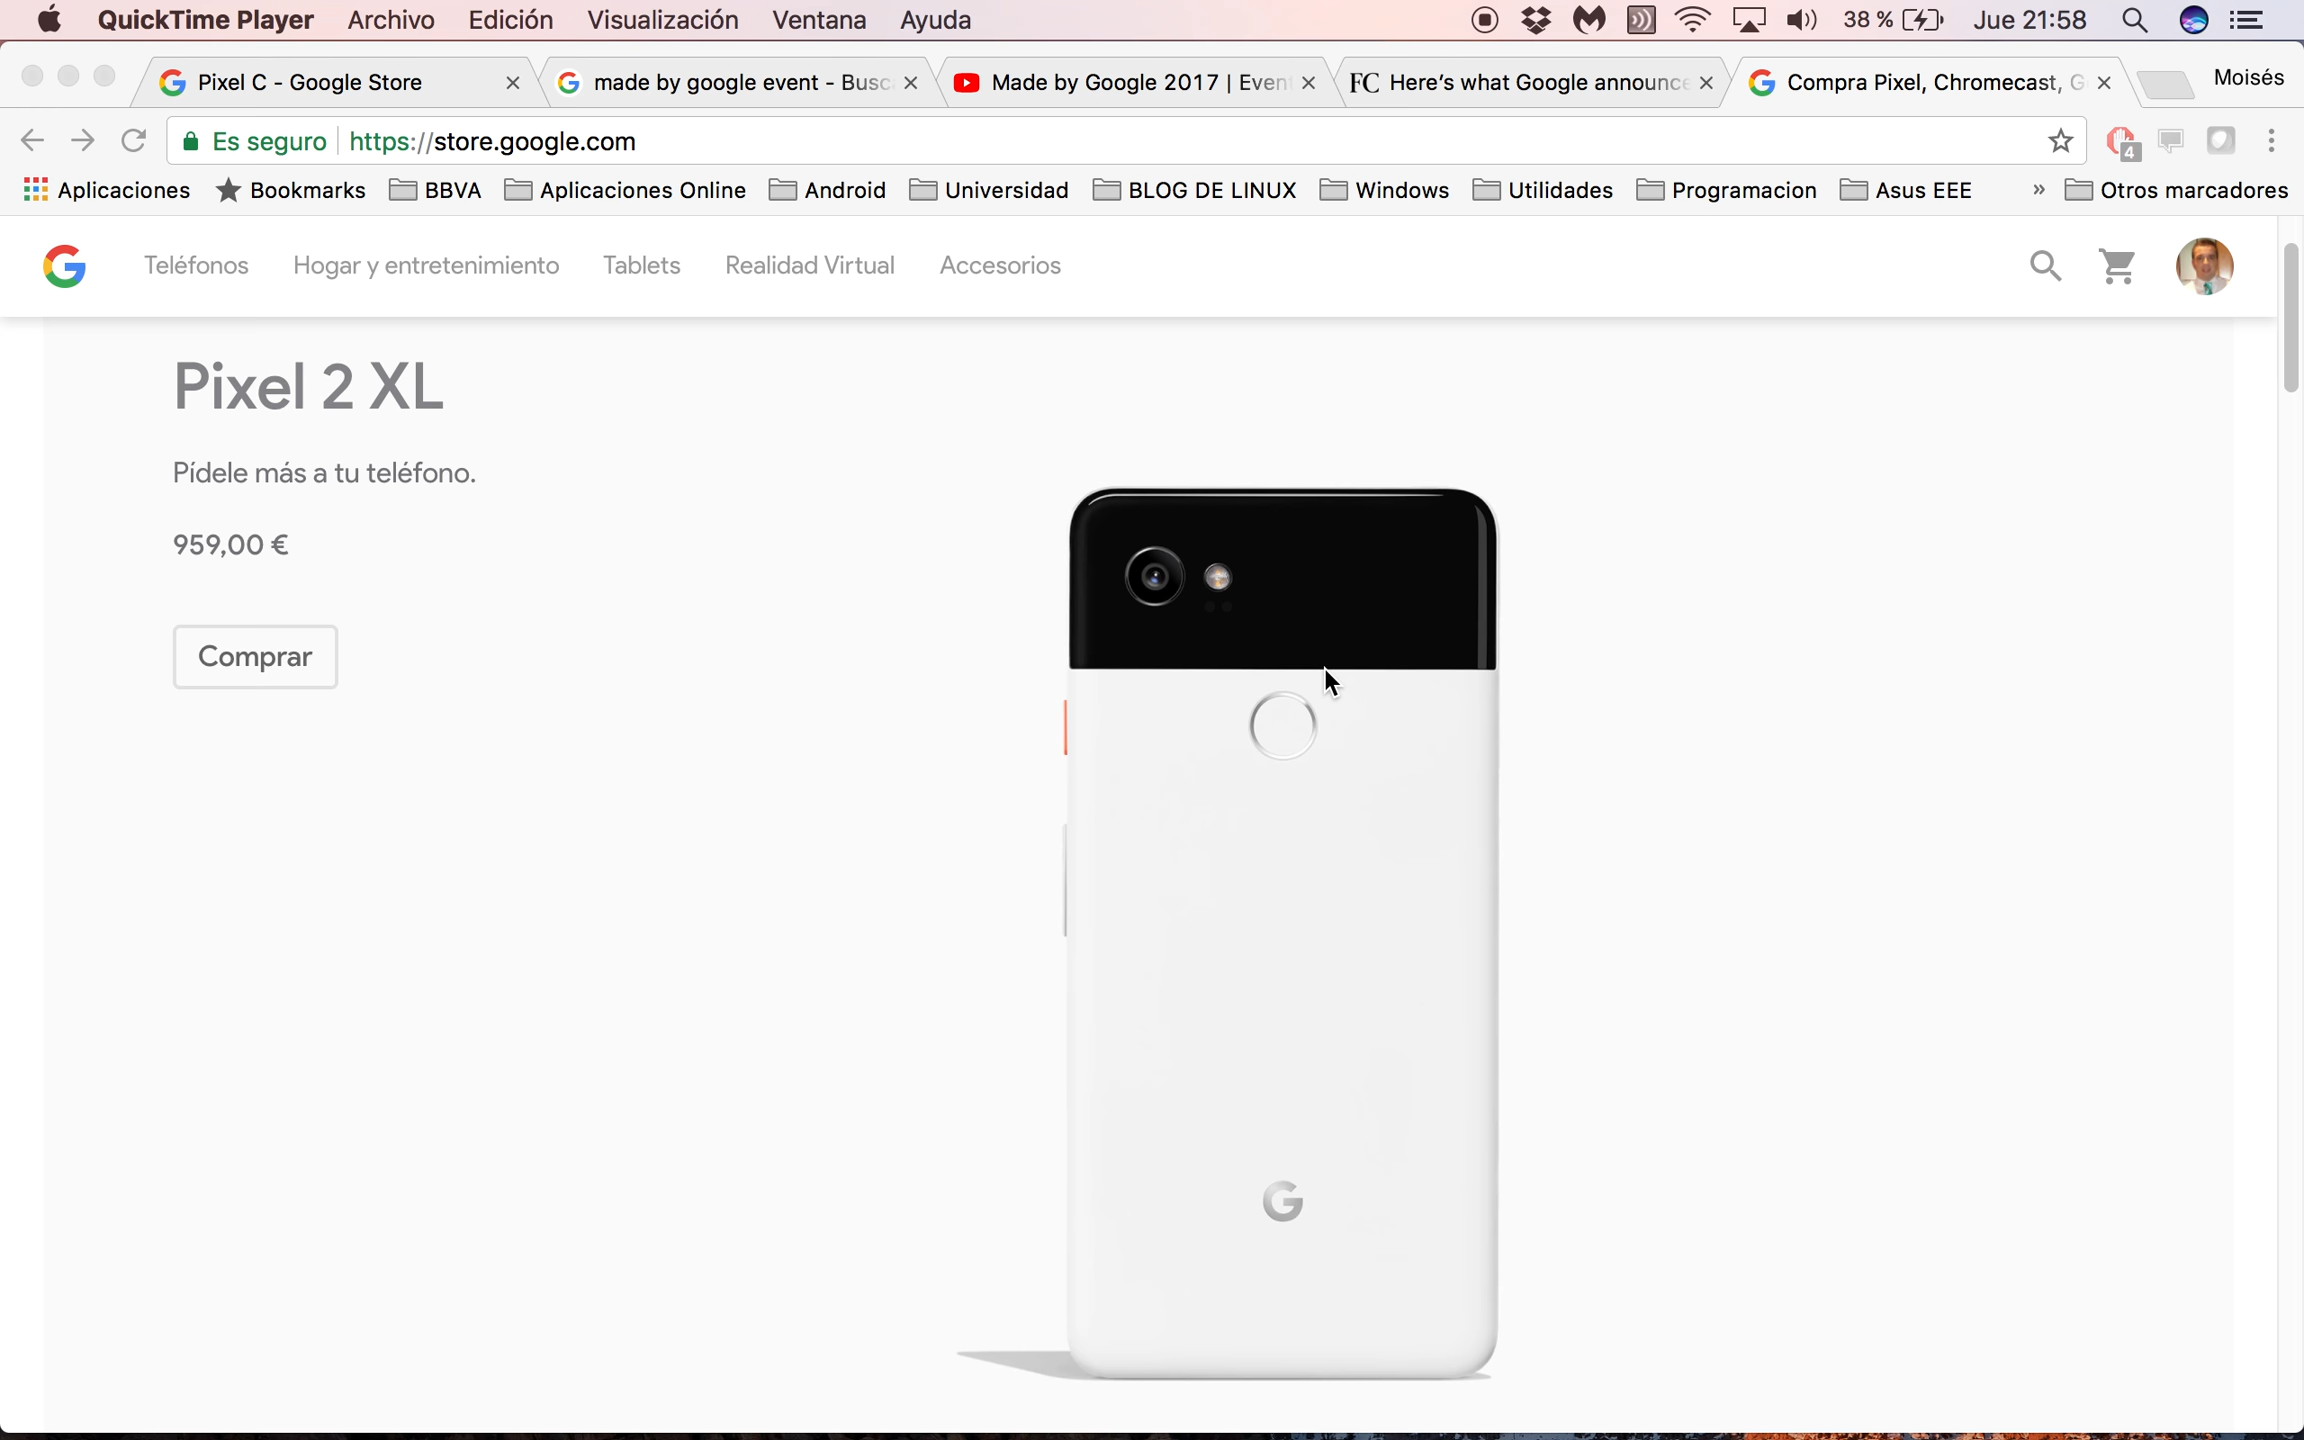 QuickTime Player Archivo Edición Visualización Ventana Ayuda 38 % Jue 21:58
Pixel C - Google Store made by google event - Busc Made by Google 2017 | Even FC Here's what Google announce Compra Pixel, Chromecast, G Moisés
Es seguro https://store.google.com 4
Aplicaciones Bookmarks BBVA Aplicaciones Online Android Universidad BLOG DE LINUX Windows Utilidades Programacion Asus EEE » Otros marcadores
G Teléfonos Hogar y entretenimiento Tablets Realidad Virtual Accesorios
Pixel 2 XL
Pídele más a tu teléfono.
959,00 €
Comprar
G